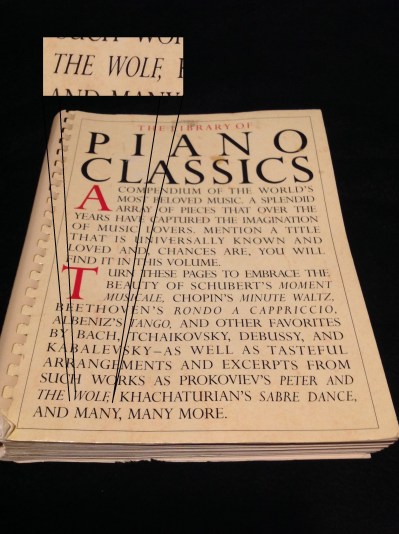 THE WOLF,
AND MANY
THE LIBRARY OF
PIANO
CLASSICS
A COMPENDIUM OF THE WORLD'S
MOST BELOVED MUSIC. A SPLENDID
ARRAY OF PIECES THAT OVER THE
YEARS HAVE CAPTURED THE IMAGINATION
OF MUSIC LOVERS. MENTION A TITLE
THAT IS UNIVERSALLY KNOWN AND
LOVED AND, CHANCES ARE, YOU WILL
FIND IT IN THIS VOLUME.
TURN THESE PAGES TO EMBRACE THE
BEAUTY OF SCHUBERT'S MOMENT
MUSICALE, CHOPIN'S MINUTE WALTZ,
BEETHOVEN'S RONDO A CAPPRICCIO,
ALBENIZ'S TANGO, AND OTHER FAVORITES
BY BACH, TCHAIKOVSKY, DEBUSSY, AND
KABALEVSKY–AS WELL AS TASTEFUL
ARRANGEMENTS AND EXCERPTS FROM
SUCH WORKS AS PROKOVIEV'S PETER AND
THE WOLF, KHACHATURIAN'S SABRE DANCE,
AND MANY, MANY MORE.